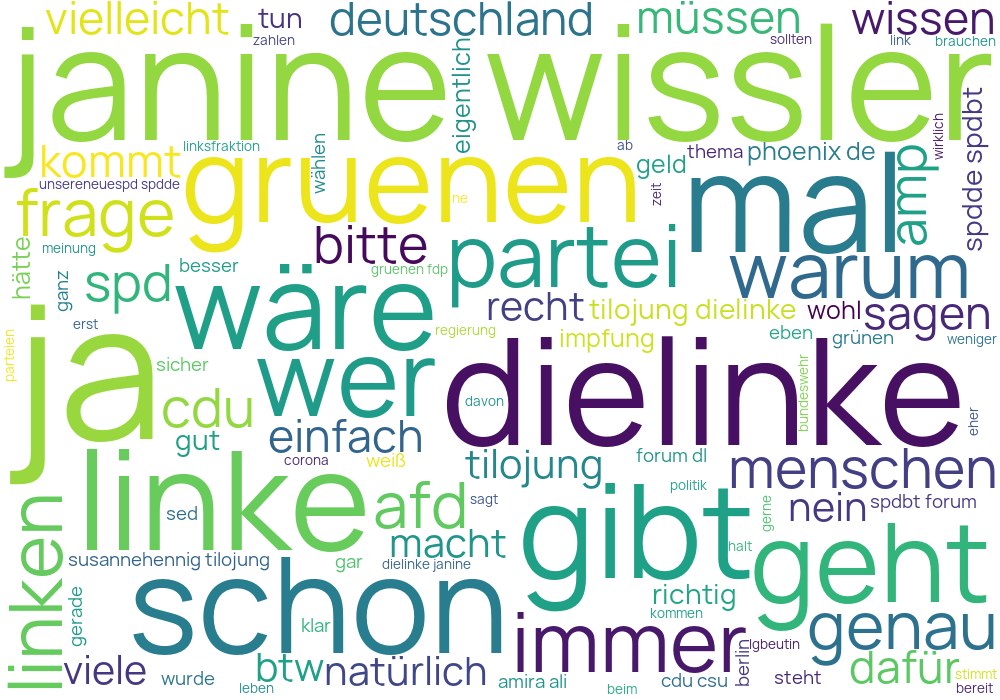 vielleicht
tun
deutschland
müssen
wissen
zahlen
sollten
link
brauchen
janine wissler
eigentlich
linksfraktion
wählen
ab
wirklich
spdde spdbt
kommt
gruenen
geld
thema
phoenix de
amp
unsereneuespd spdde
ne
zeit
mal
frage
bitte
partei
warum
meinung
hätte
ganz
spd
besser
gruenen fdp
wäre
recht
tilojung dielinke
wohl
sagen
erst
regierung
impfung
eben
grünen
weniger
parteien
ja
sicher
wer
dielinke
bundeswehr
cdu
davon
eher
gut
einfach
corona
weiß
tilojung
forum dl
menschen
linke
afd
sagt
politik
gerne
nein
spdbt forum
linken
sed
macht
gibt
halt
geht
susannehennig tilojung
gar
dielinke janine
schon
richtig
gerade
klar
kommen
immer
genau
lgbeutin
berlin
viele
wurde
btw
natürlich
amira ali
cdu csu
steht
dafür
stimmt
leben
beim
bereit